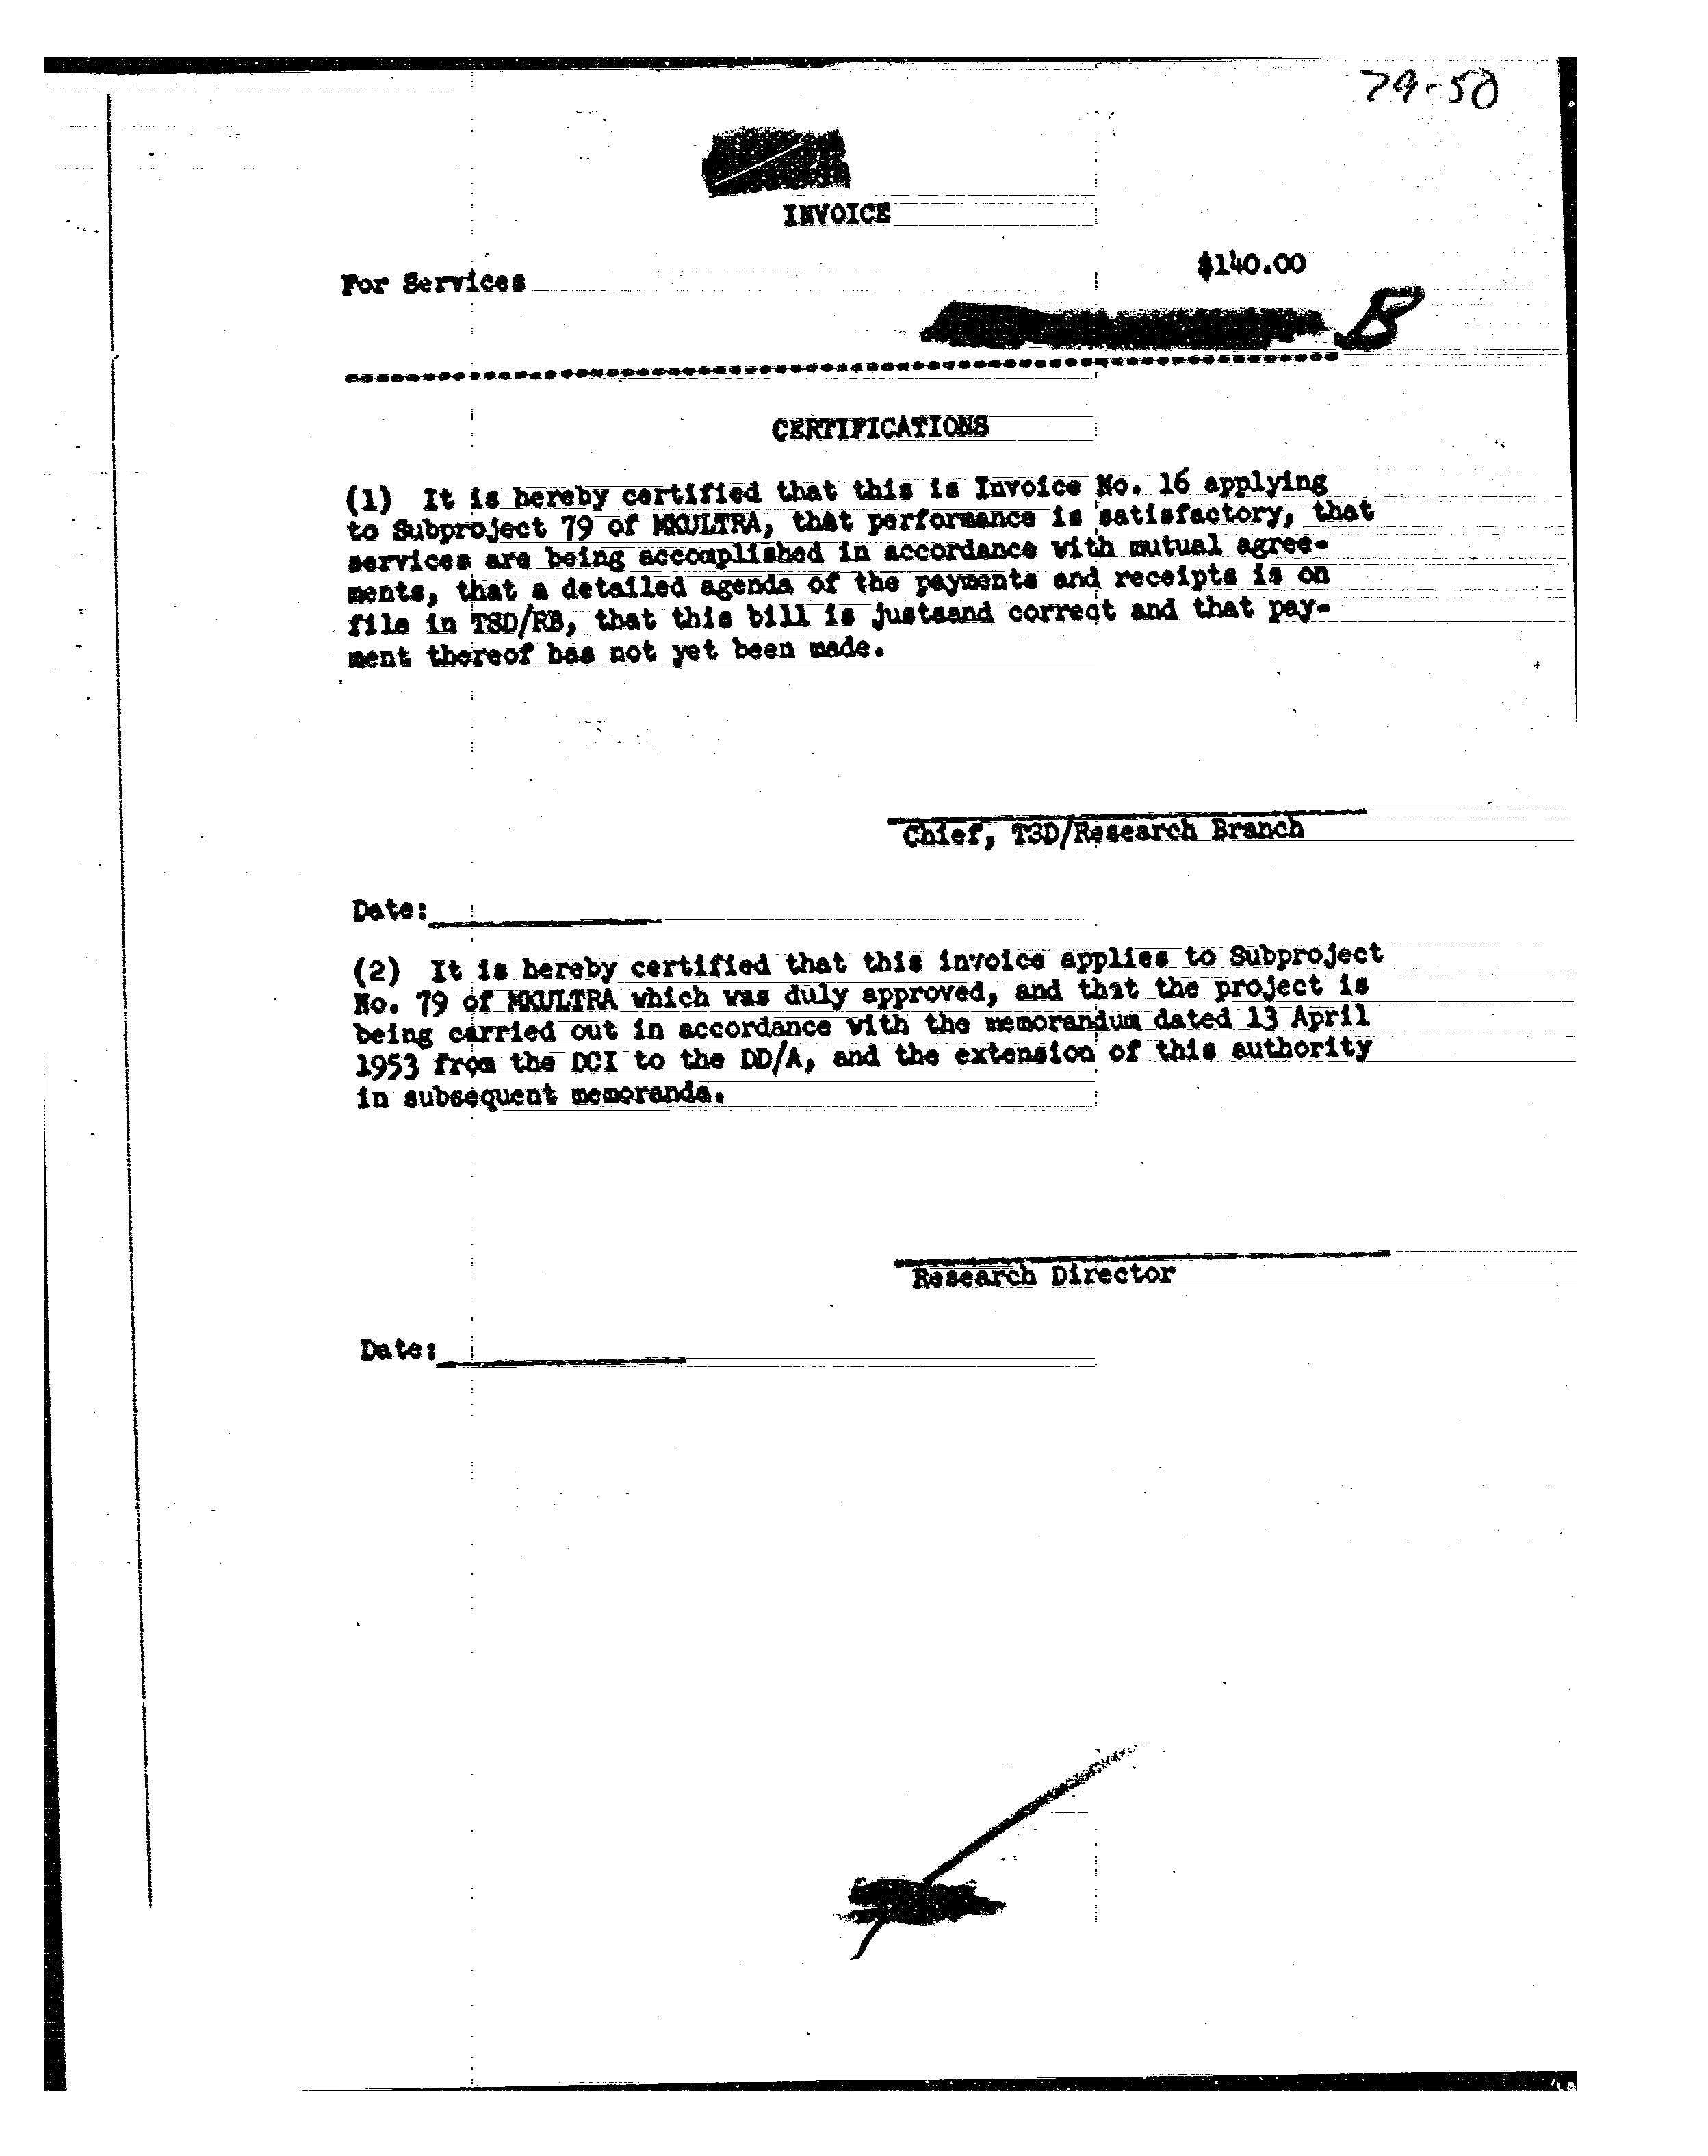 79-50
INVOICE
For Services
$140.00
B
CERTIFICATIONS
(1) It is hereby certified that this is Invoice No. 16 applying
to Subproject 79 of MKULTRA, that performance is satisfactory, that
services are being accomplished in accordance with mutual agree-
ments, that a detailed agenda of the payments and receipts is on
file in TSD/RB, that this bill is justaand correct and that pay-
ment thereof has not yet been made.
Chief, TSD/Research Branch
Date:
(2) It is hereby certified that this invoice applies to Subproject
No. 79 of MKULTRA which was duly approved, and that the project is
being carried out in accordance with the memorandum dated 13 April
1953 from the DCI to the DD/A, and the extension of this authority
in subsequent memoranda.
Research Director
Date: